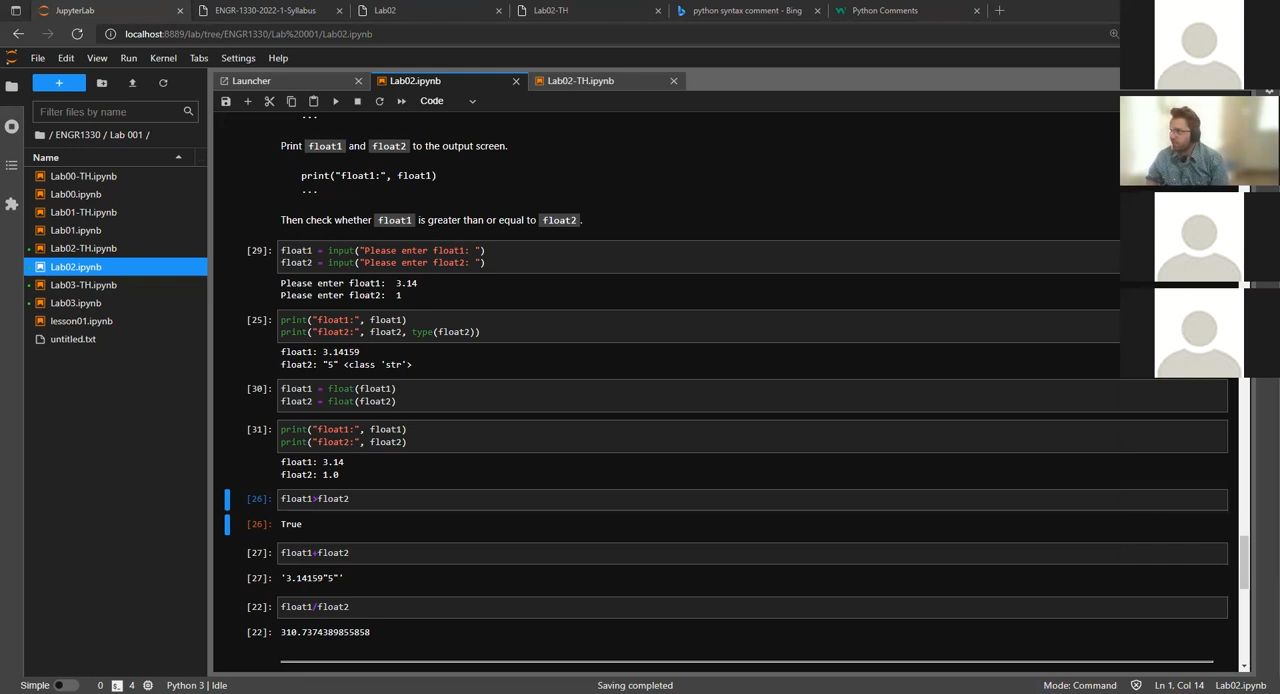 JupyterLab
ENGR-1330-2022-1-Syllabus
Lab02
Lab02-TH
python syntax comment - Bing
Python Comments
localhost:8889/lab/tree/ENGR1330/Lab%20001/Lab02.ipynb
File Edit View Run Kernel Tabs Settings Help
Launcher
Lab02.ipynb
Lab02-TH.ipynb
Code
Filter files by name
/ ENGR1330 / Lab 001 /
Name
Lab00-TH.ipynb
Lab00.ipynb
Lab01-TH.ipynb
Lab01.ipynb
Lab02-TH.ipynb
Lab02.ipynb
Lab03-TH.ipynb
Lab03.ipynb
lesson01.ipynb
untitled.txt
...
Print float1 and float2 to the output screen.
print("float1:", float1)
...
Then check whether float1 is greater than or equal to float2.
[29]: float1 = input("Please enter float1: ")
float2 = input("Please enter float2: ")
Please enter float1: 3.14
Please enter float2: 1
[25]: print("float1:", float1)
print("float2:", float2, type(float2))
float1: 3.14159
float2: "5" <class 'str'>
[30]: float1 = float(float1)
float2 = float(float2)
[31]: print("float1:", float1)
print("float2:", float2)
float1: 3.14
float2: 1.0
[26]: float1>float2
[26]: True
[27]: float1+float2
[27]: '3.14159"5"'
[22]: float1/float2
[22]: 310.7374389855858
Simple 0 4 Python 3 | Idle
Saving completed
Mode: Command Ln 1, Col 14 Lab02.ipynb